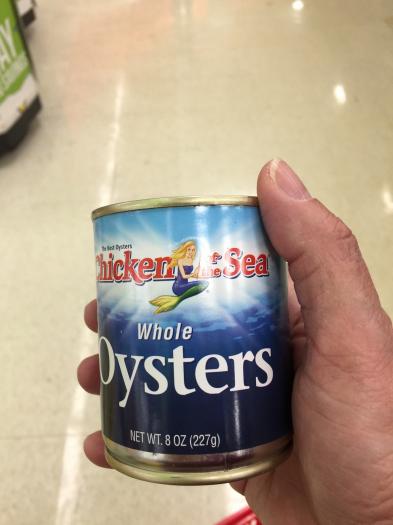 The Best Oysters
Chicken of the Sea
Whole
Oysters
NET WT. 8 OZ (227g)